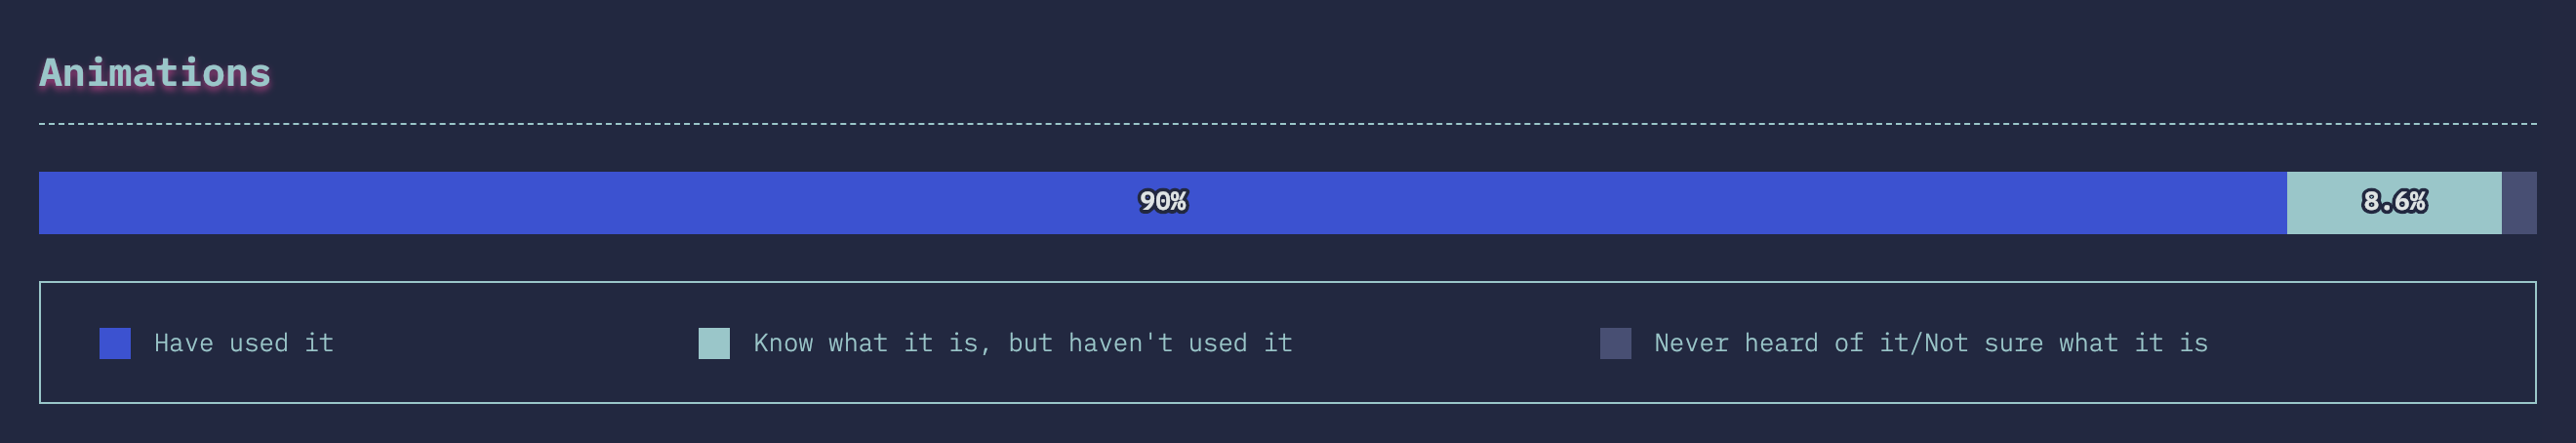 Animations
90%
8.6%
Have used it
Know what it is, but haven't used it
Never heard of it/Not sure what it is